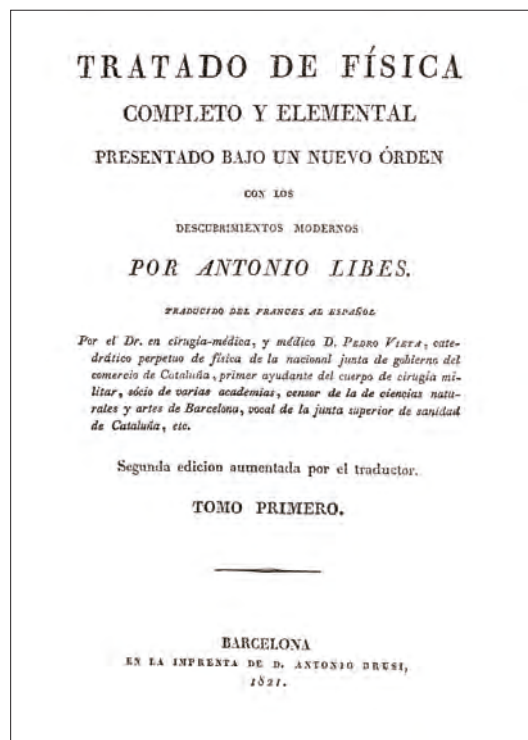 TRATADO DE FÍSICA
COMPLETO Y ELEMENTAL
PRESENTADO BAJO UN NUEVO ÓRDEN
CON LOS
DESCUBRIMIENTOS MODERNOS
POR ANTONIO LIBES.
TRADUCIDO DEL FRANCES AL ESPAÑOL
Por el Dr. en cirugía-médica, y médico D. PEDRO VIETA, cate-
drático perpetuo de física de la nacional junta de gobierno del
comercio de Cataluña, primer ayudante del cuerpo de cirugía mi-
litar, sócio de varias academias, censor de la de ciencias natu-
rales y artes de Barcelona, vocal de la junta superior de sanidad
de Cataluña, etc.
Segunda edicion aumentada por el traductor.
TOMO PRIMERO.
BARCELONA
EN LA IMPRENTA DE D. ANTONIO BRUSI,
1821.